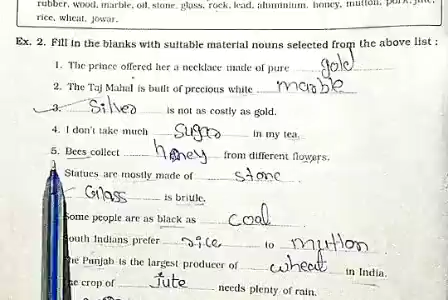 rubber, wood, marble, oil, stone, glass, rock, lead, aluminium, honey, mutton, pork, jute,
rice, wheat, jowar.
Ex. 2. Fill in the blanks with suitable material nouns selected from the above list :
1. The prince offered her a necklace made of pure gold
2. The Taj Mahal is built of precious white marble
3. Silver is not as costly as gold.
4. I don't take much Sugar in my tea.
5. Bees collect honey from different flowers.
Statues are mostly made of stone
Glass is brittle.
Some people are as black as coal
South Indians prefer rice to mutton
The Punjab is the largest producer of wheat in India.
The crop of Jute needs plenty of rain.